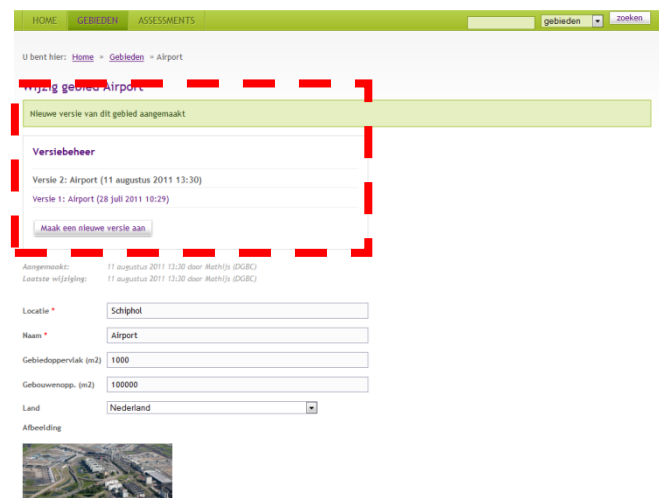 HOME GEBIEDEN ASSESSMENTS gebieden zoeken
U bent hier: Home » Gebieden » Airport
Wijzig gebied Airport
Nieuwe versie van dit gebied aangemaakt
Versiebeheer
Versie 2: Airport (11 augustus 2011 13:30)
Versie 1: Airport (28 juli 2011 10:29)
Maak een nieuwe versie aan
Aangemaakt: 11 augustus 2011 13:30 door Mathijs (DGBC)
Laatste wijziging: 11 augustus 2011 13:30 door Mathijs (DGBC)
Locatie * Schiphol
Naam * Airport
Gebiedoppervlak (m2) 1000
Gebouwenopp. (m2) 100000
Land Nederland
Afbeelding